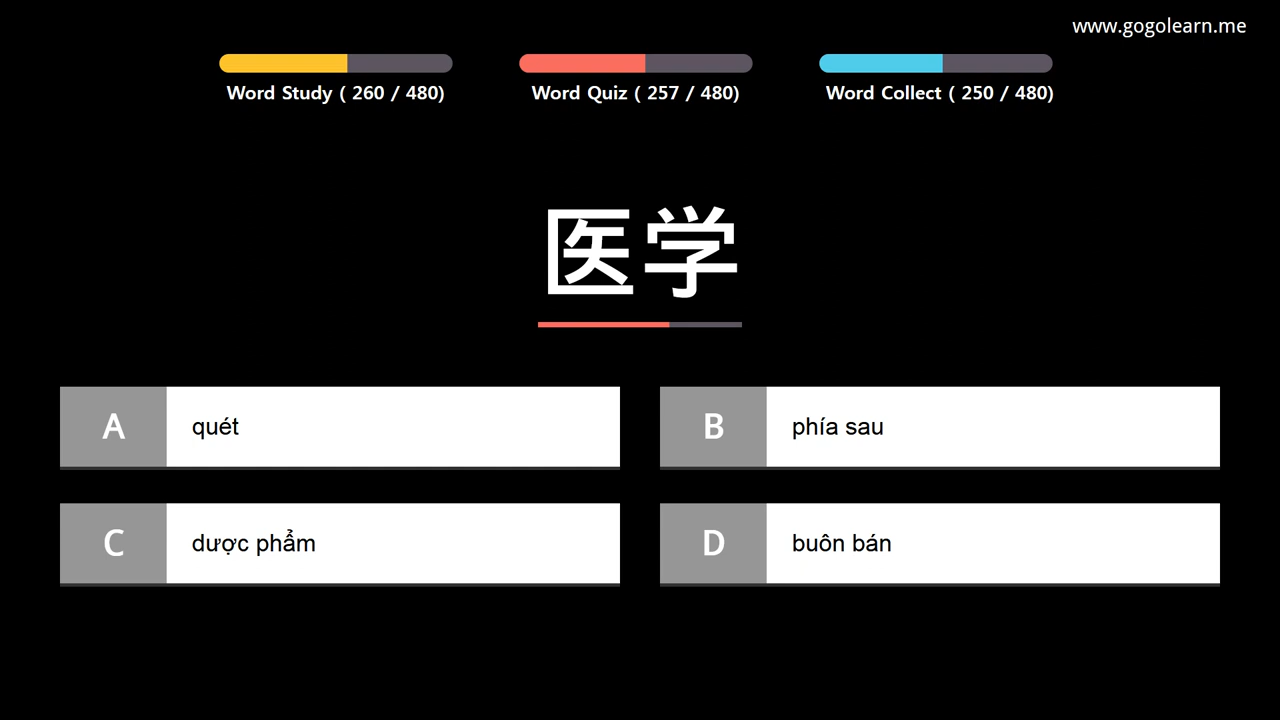 www.gogolearn.me
Word Study ( 260 / 480)
Word Quiz ( 257 / 480)
Word Collect ( 250 / 480)
医学
A quét
B phía sau
C dược phẩm
D buôn bán